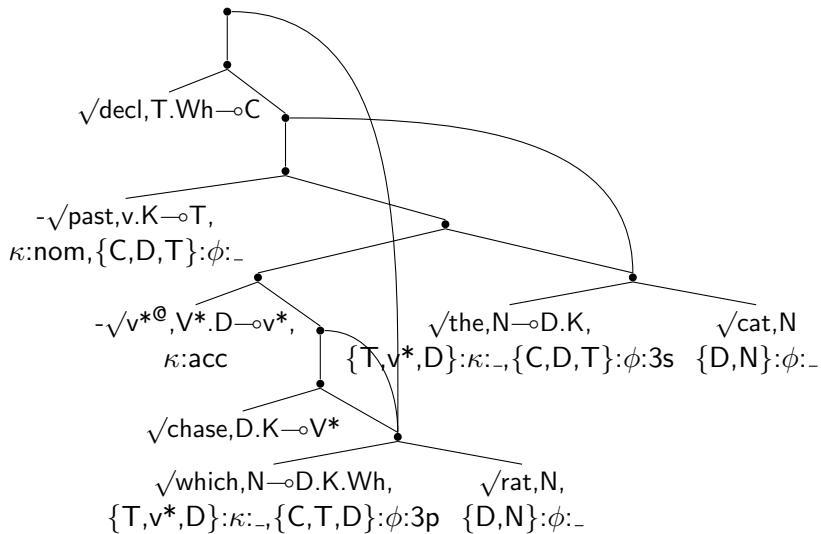 √decl,T.Wh⊸C
-√past,v.K⊸T,
κ:nom,{C,D,T}:ϕ:_
-√v*@,V*.D⊸v*,
κ:acc
√the,N⊸D.K,
{T,v*,D}:κ:_,{C,D,T}:ϕ:3s
√cat,N
{D,N}:ϕ:_
√chase,D.K⊸V*
√which,N⊸D.K.Wh,
{T,v*,D}:κ:_,{C,T,D}:ϕ:3p
√rat,N,
{D,N}:ϕ:_